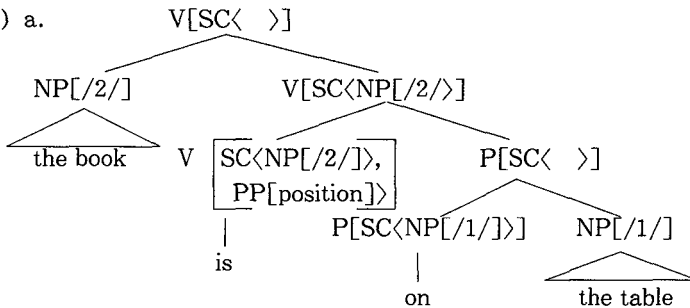 ) a. V[SC⟨ ⟩]
NP[/2/] V[SC⟨NP[/2/⟩]
the book V SC⟨NP[/2/]⟩, P[SC⟨ ⟩]
PP[position]⟩
P[SC⟨NP[/1/]⟩] NP[/1/]
is
on the table